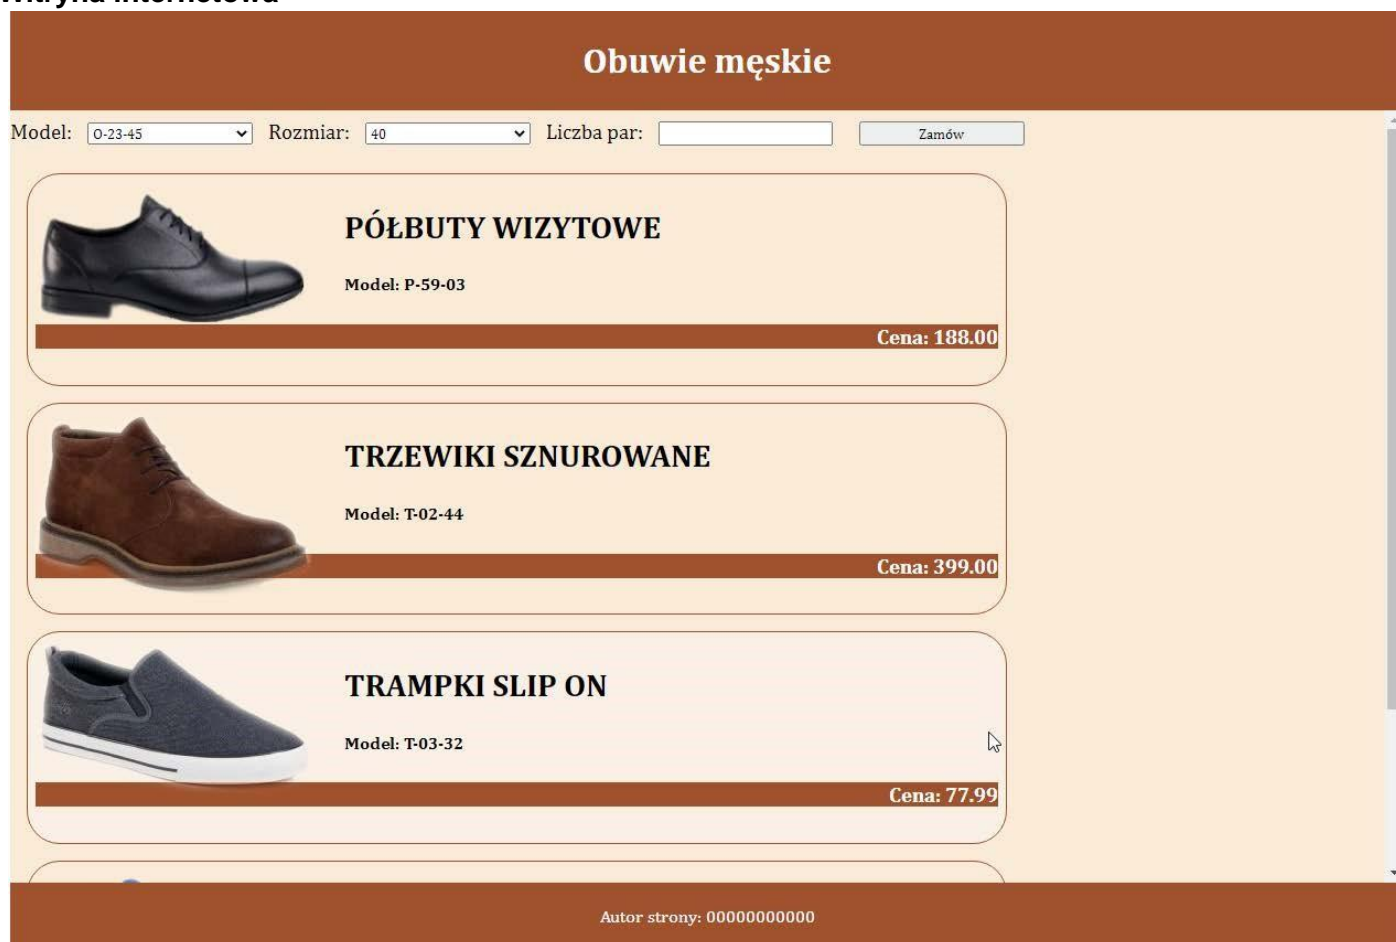 Witryna internetowa
Obuwie męskie
Model: O-23-45 Rozmiar: 40 Liczba par: Zamów
PÓŁBUTY WIZYTOWE
Model: P-59-03
Cena: 188.00
TRZEWIKI SZNUROWANE
Model: T-02-44
Cena: 399.00
TRAMPKI SLIP ON
Model: T-03-32
Cena: 77.99
Autor strony: 00000000000